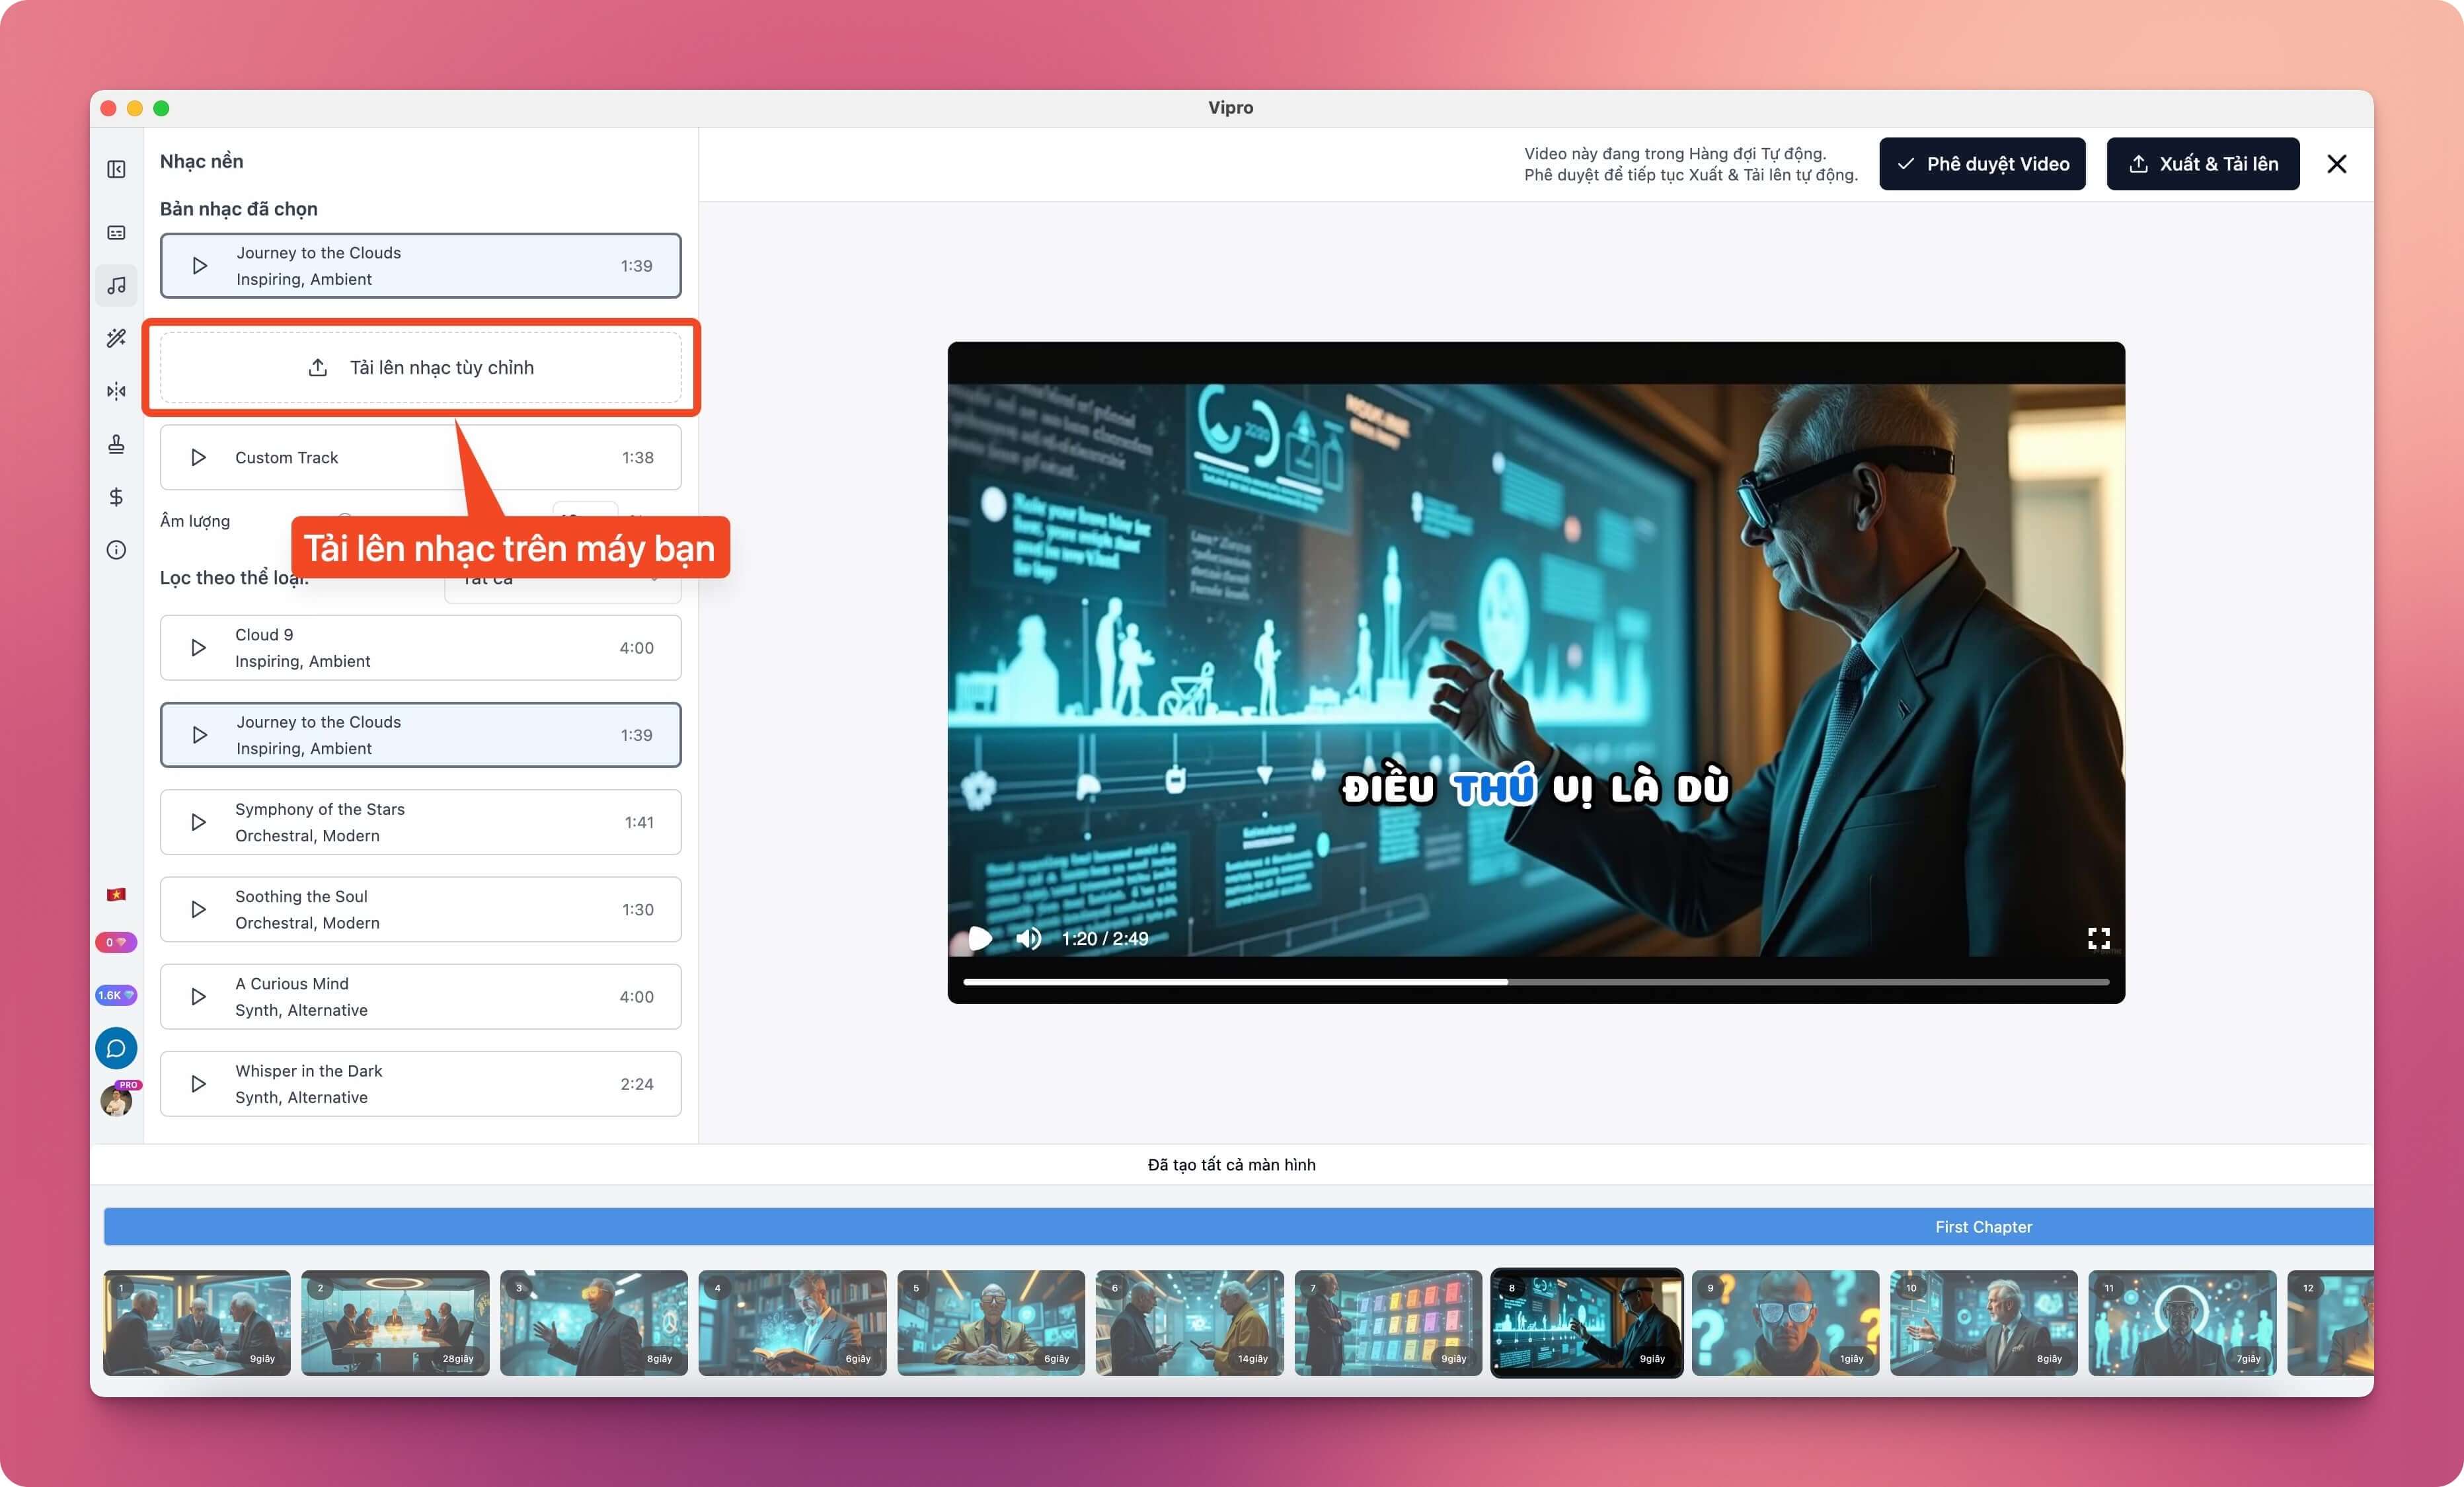 Vipro
Nhạc nền
Video này đang trong Hàng đợi Tự động.
Phê duyệt để tiếp tục Xuất & Tải lên tự động.
Phê duyệt Video
Xuất & Tải lên
Bản nhạc đã chọn
Journey to the Clouds
Inspiring, Ambient
1:39
Tải lên nhạc tùy chỉnh
Custom Track
1:38
Âm lượng
Tải lên nhạc trên máy bạn
Lọc theo thể loại:
Tất cả
Cloud 9
Inspiring, Ambient
4:00
Journey to the Clouds
Inspiring, Ambient
1:39
Symphony of the Stars
Orchestral, Modern
1:41
Soothing the Soul
Orchestral, Modern
1:30
A Curious Mind
Synth, Alternative
4:00
Whisper in the Dark
Synth, Alternative
2:24
0
1.6K
PRO
ĐIỀU THÚ VỊ LÀ DÙ
1:20 / 2:49
Đã tạo tất cả màn hình
First Chapter
1
9giây
2
28giây
3
8giây
4
6giây
5
6giây
6
14giây
7
9giây
8
9giây
9
1giây
10
8giây
11
7giây
12